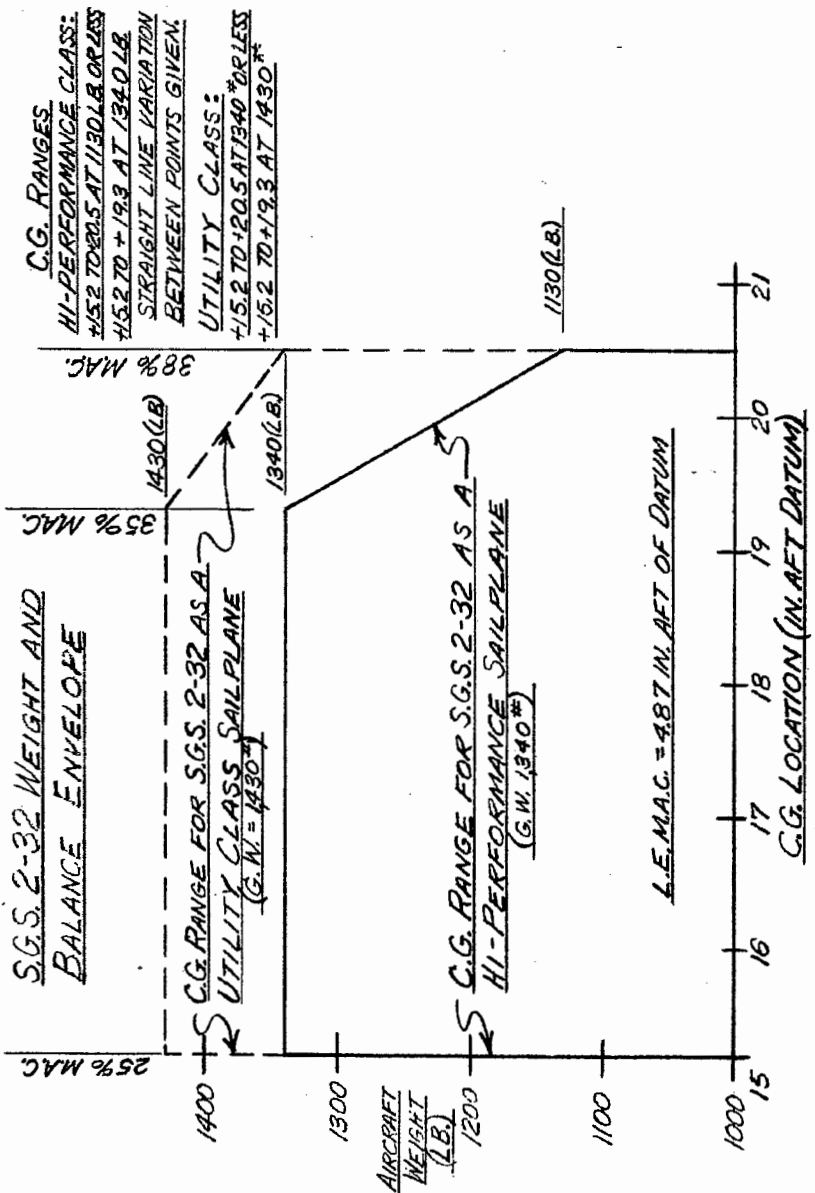 S.G.S. 2-32 WEIGHT AND
BALANCE ENVELOPE
25% M.A.C.
35% M.A.C.
38% M.A.C.
C.G. RANGES
HI-PERFORMANCE CLASS:
+15.2 TO+20.5 AT 1130 LB. OR LESS
+15.2 TO +19.3 AT 1340 LB.
STRAIGHT LINE VARIATION
BETWEEN POINTS GIVEN.
UTILITY CLASS:
+15.2 TO+20.5 AT 1340# OR LESS
+15.2 TO+19.3 AT 1430#
1430(LB)
1340(LB.)
1130(LB.)
C.G. RANGE FOR S.G.S. 2-32 AS A
UTILITY CLASS SAILPLANE
(G.W. = 1,430#)
C.G. RANGE FOR S.G.S. 2-32 AS A
HI-PERFORMANCE SAILPLANE
(G.W. 1,340#)
L.E. M.A.C. = 4.87 IN. AFT OF DATUM
AIRCRAFT
WEIGHT
(LB.)
1400
1300
1200
1100
1000
15 16 17 18 19 20 21
C.G. LOCATION (IN. AFT DATUM)